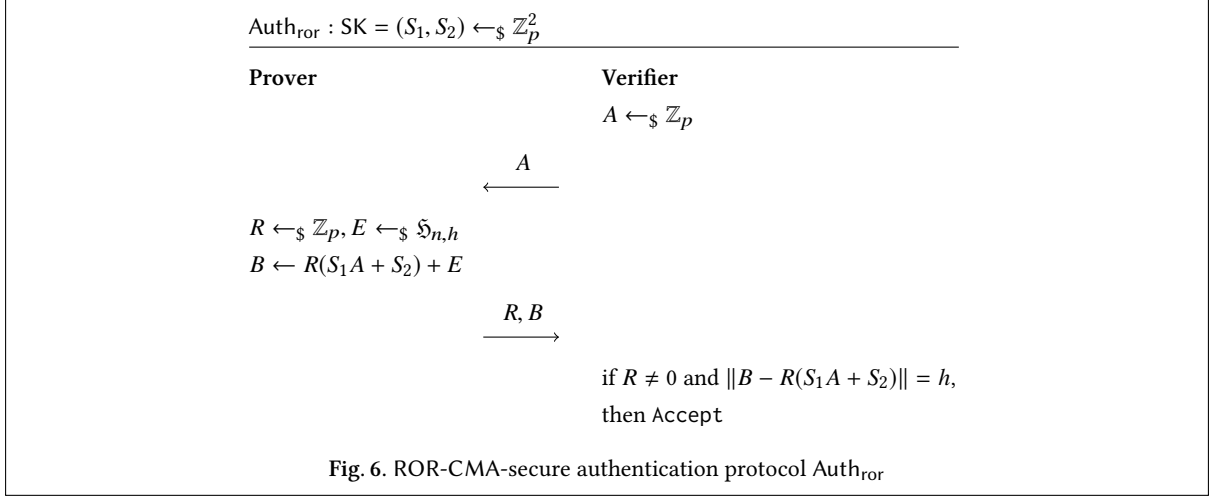 Auth_ror : SK = (S_1, S_2) ←_$ ℤ_p^2
Prover Verifier
A ←_$ ℤ_p
A
R ←_$ ℤ_p, E ←_$ ℌ_{n,h}
B ← R(S_1A + S_2) + E
R, B
if R ≠ 0 and ∥B − R(S_1A + S_2)∥ = h,
then Accept
Fig. 6. ROR-CMA-secure authentication protocol Auth_ror